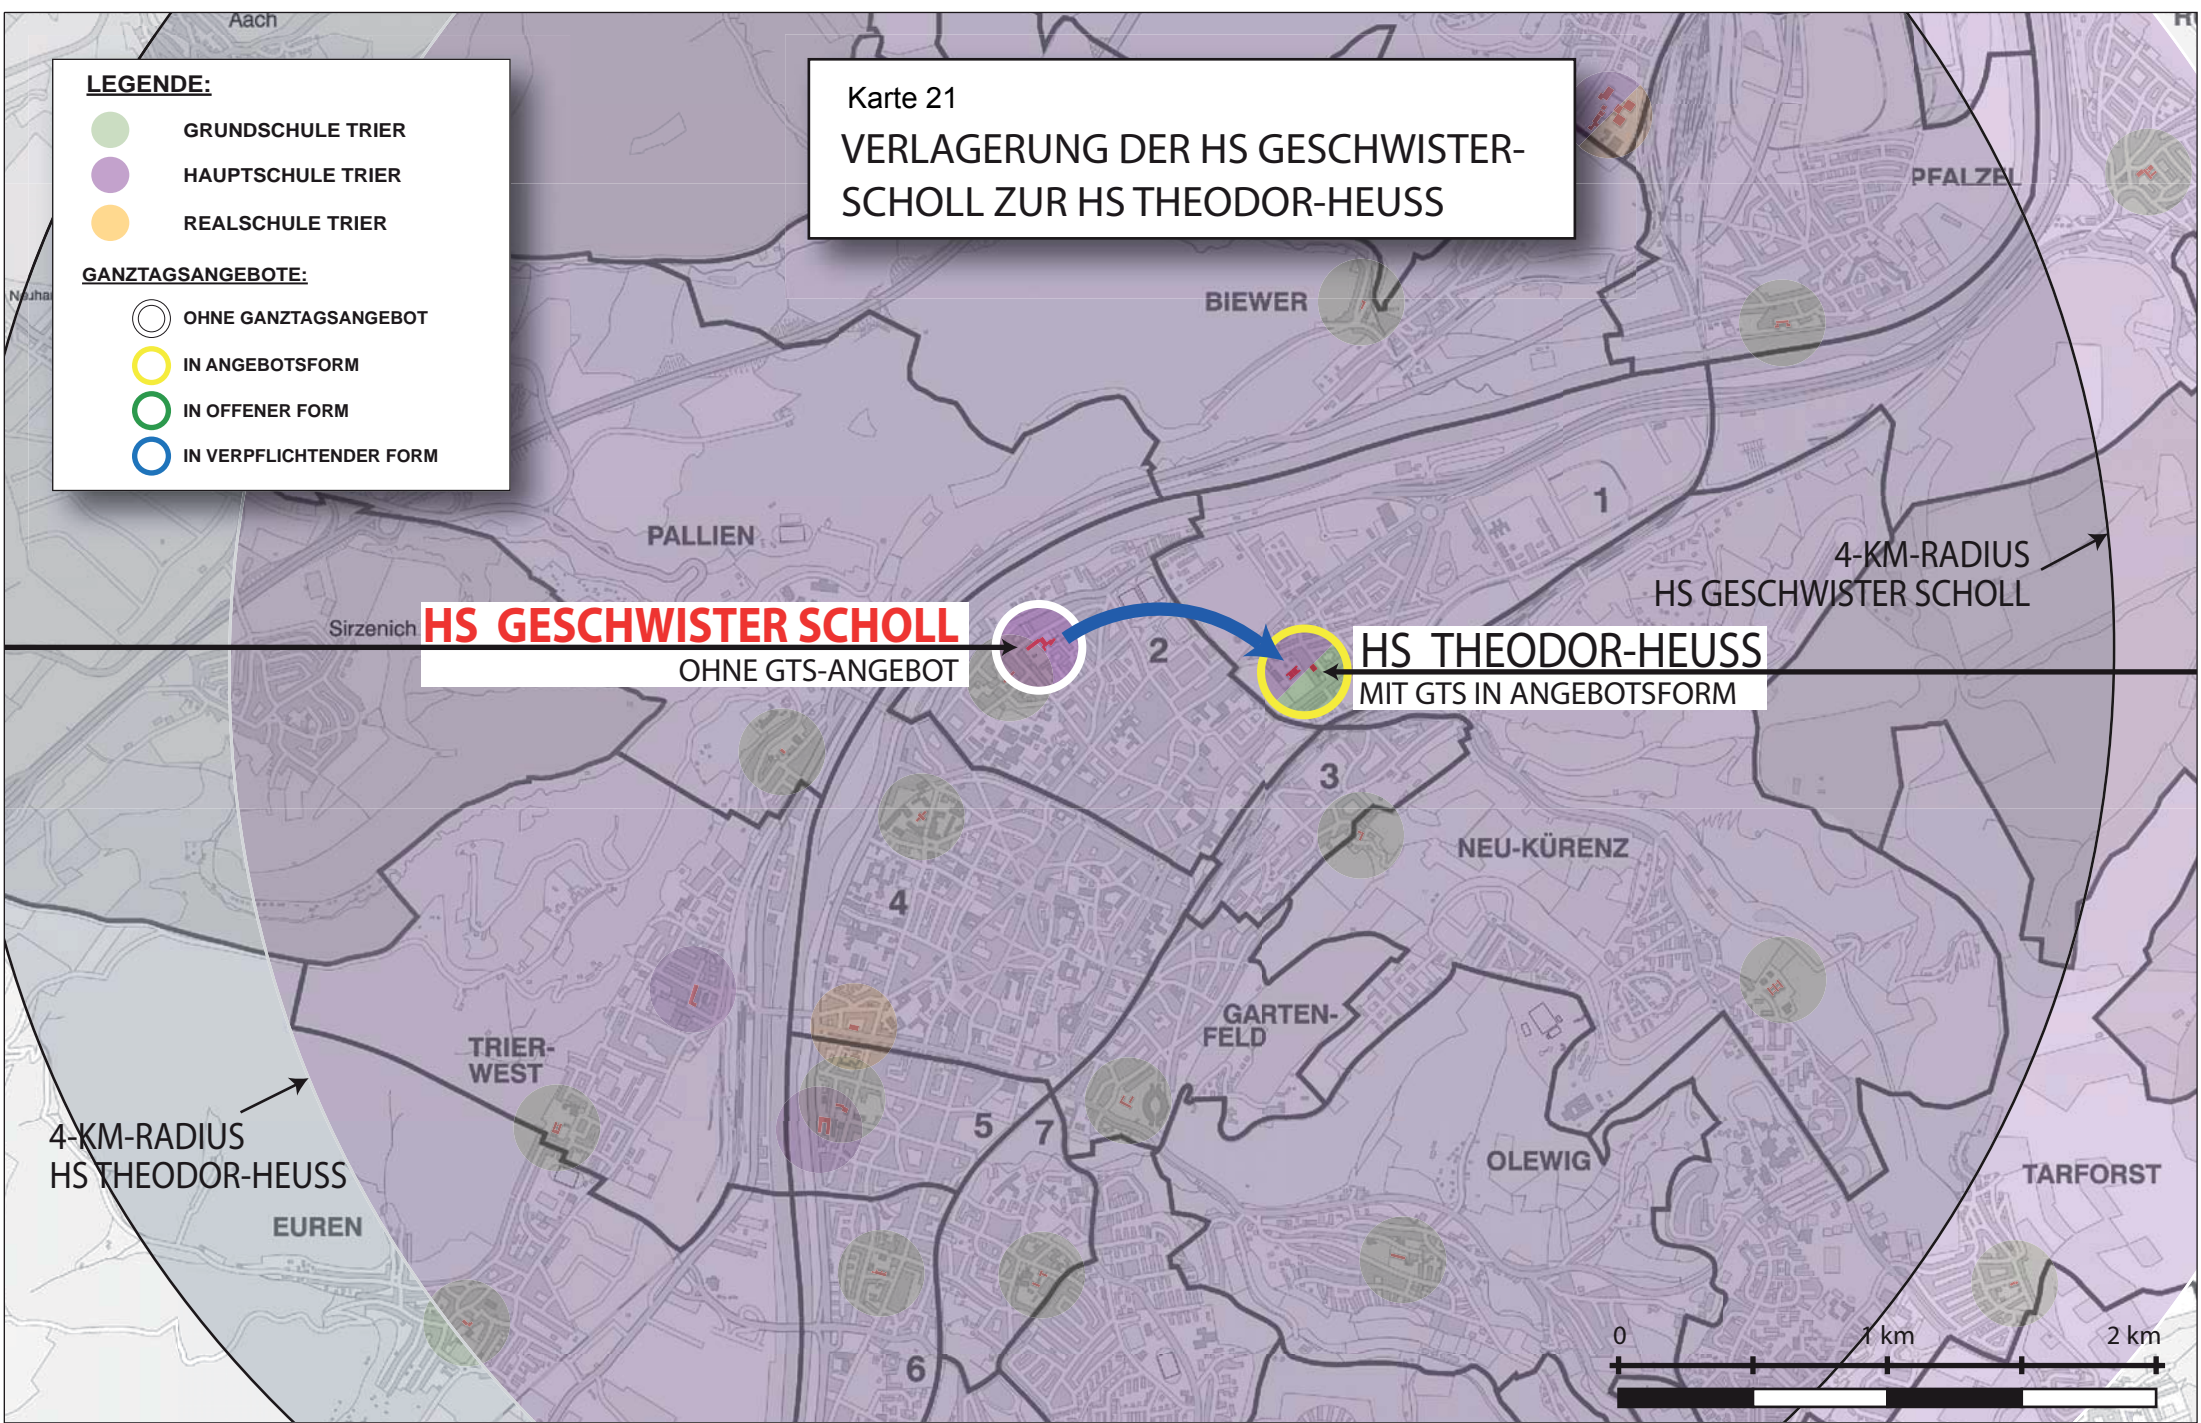 Aach
LEGENDE:
GRUNDSCHULE TRIER
HAUPTSCHULE TRIER
REALSCHULE TRIER
GANZTAGSANGEBOTE:
OHNE GANZTAGSANGEBOT
IN ANGEBOTSFORM
IN OFFENER FORM
IN VERPFLICHTENDER FORM
Karte 21
VERLAGERUNG DER HS GESCHWISTER-
SCHOLL ZUR HS THEODOR-HEUSS
PFALZEL
BIEWER
1
PALLIEN
4-KM-RADIUS
HS GESCHWISTER SCHOLL
Sirzenich
HS GESCHWISTER SCHOLL
OHNE GTS-ANGEBOT
2
HS THEODOR-HEUSS
MIT GTS IN ANGEBOTSFORM
3
NEU-KÜRENZ
4
GARTEN-
FELD
TRIER-
WEST
5
7
4-KM-RADIUS
HS THEODOR-HEUSS
OLEWIG
TARFORST
EUREN
6
0 1 km 2 km